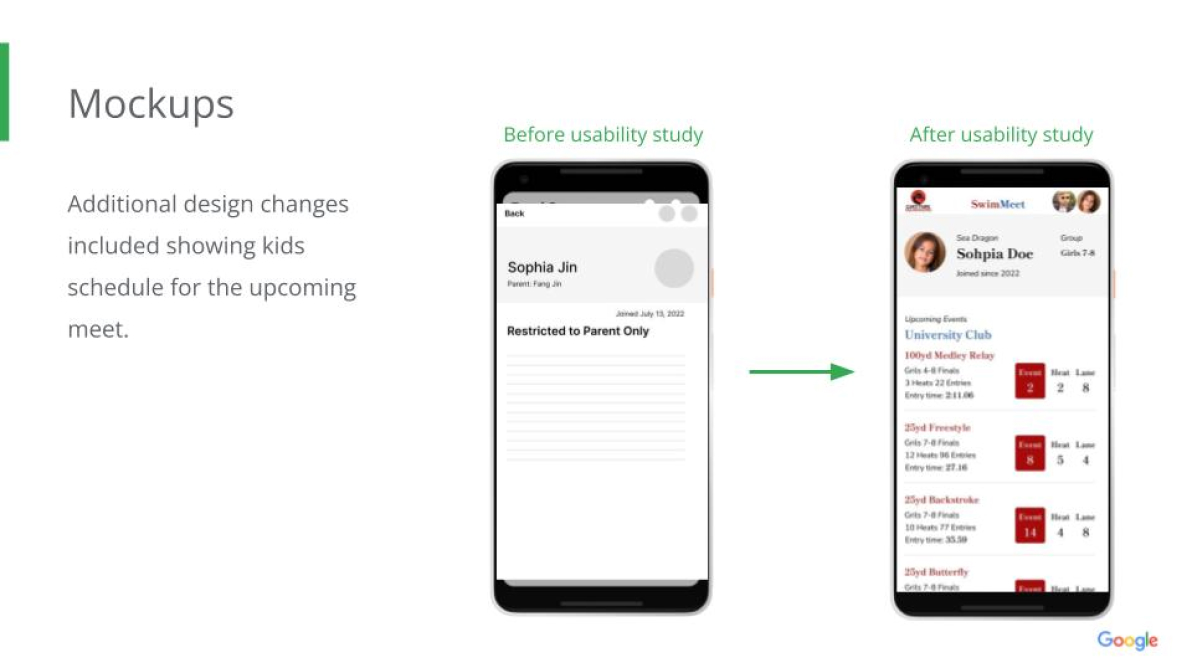 Mockups
Additional design changes
included showing kids
schedule for the upcoming
meet.
Before usability study
Back
Sophia Jin
Parent: Fang Jin
Joined July 13, 2022
Restricted to Parent Only
After usability study
SwimMeet
Sea Dragon
Group
Sohpia Doe
Girls 7-8
Joined since 2022
Upcoming Events
University Club
100yd Medley Relay
Grils 4-8 Finals
3 Heats 22 Entries
Entry time: 2:11.06
Event Heat Lane
2 2 8
25yd Freestyle
Grils 7-8 Finals
12 Heats 96 Entries
Entry time: 27.16
Event Heat Lane
8 5 4
25yd Backstroke
Grils 7-8 Finals
10 Heats 77 Entries
Entry time: 35.59
Event Heat Lane
14 4 8
25yd Butterfly
Grils 7-8 Finals
Event Heat Lane
Google